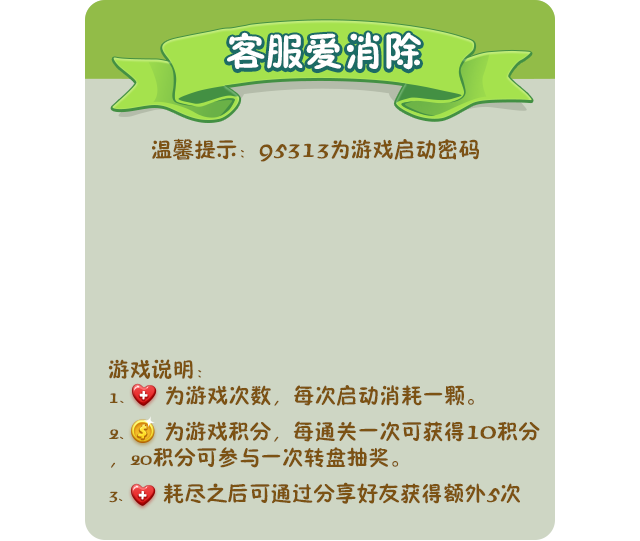 客服爱消除
温馨提示：95313为游戏启动密码
游戏说明：
1、 为游戏次数，每次启动消耗一颗。
2、 为游戏积分，每通关一次可获得10积分
，20积分可参与一次转盘抽奖。
3、 耗尽之后可通过分享好友获得额外5次